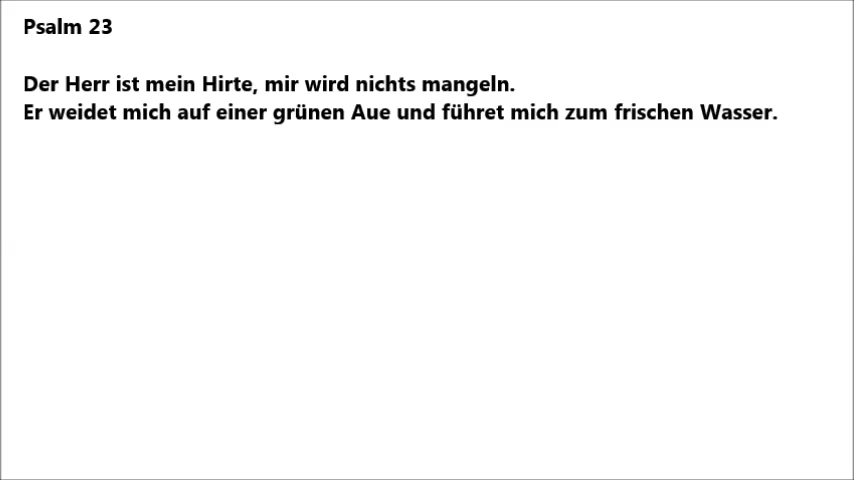 Psalm 23
Der Herr ist mein Hirte, mir wird nichts mangeln.
Er weidet mich auf einer grünen Aue und führet mich zum frischen Wasser.